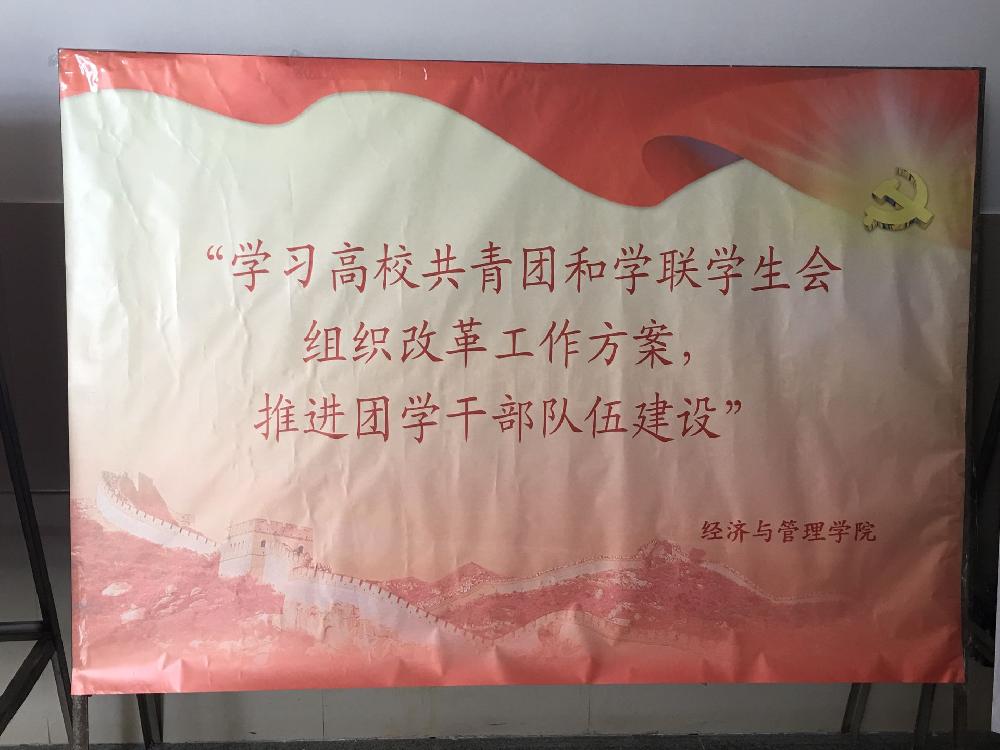 “学习高校共青团和学联学生会
组织改革工作方案，
推进团学干部队伍建设”
经济与管理学院